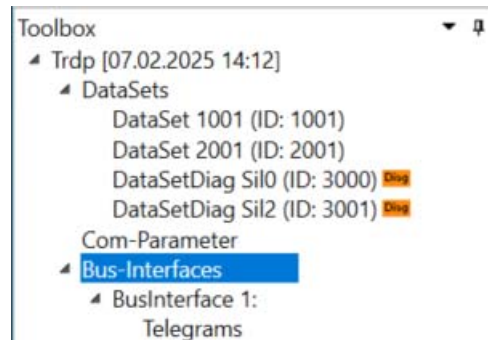 Toolbox
Trdp [07.02.2025 14:12]
DataSets
DataSet 1001 (ID: 1001)
DataSet 2001 (ID: 2001)
DataSetDiag Sil0 (ID: 3000) Diag
DataSetDiag Sil2 (ID: 3001) Diag
Com-Parameter
Bus-Interfaces
BusInterface 1:
Telegrams